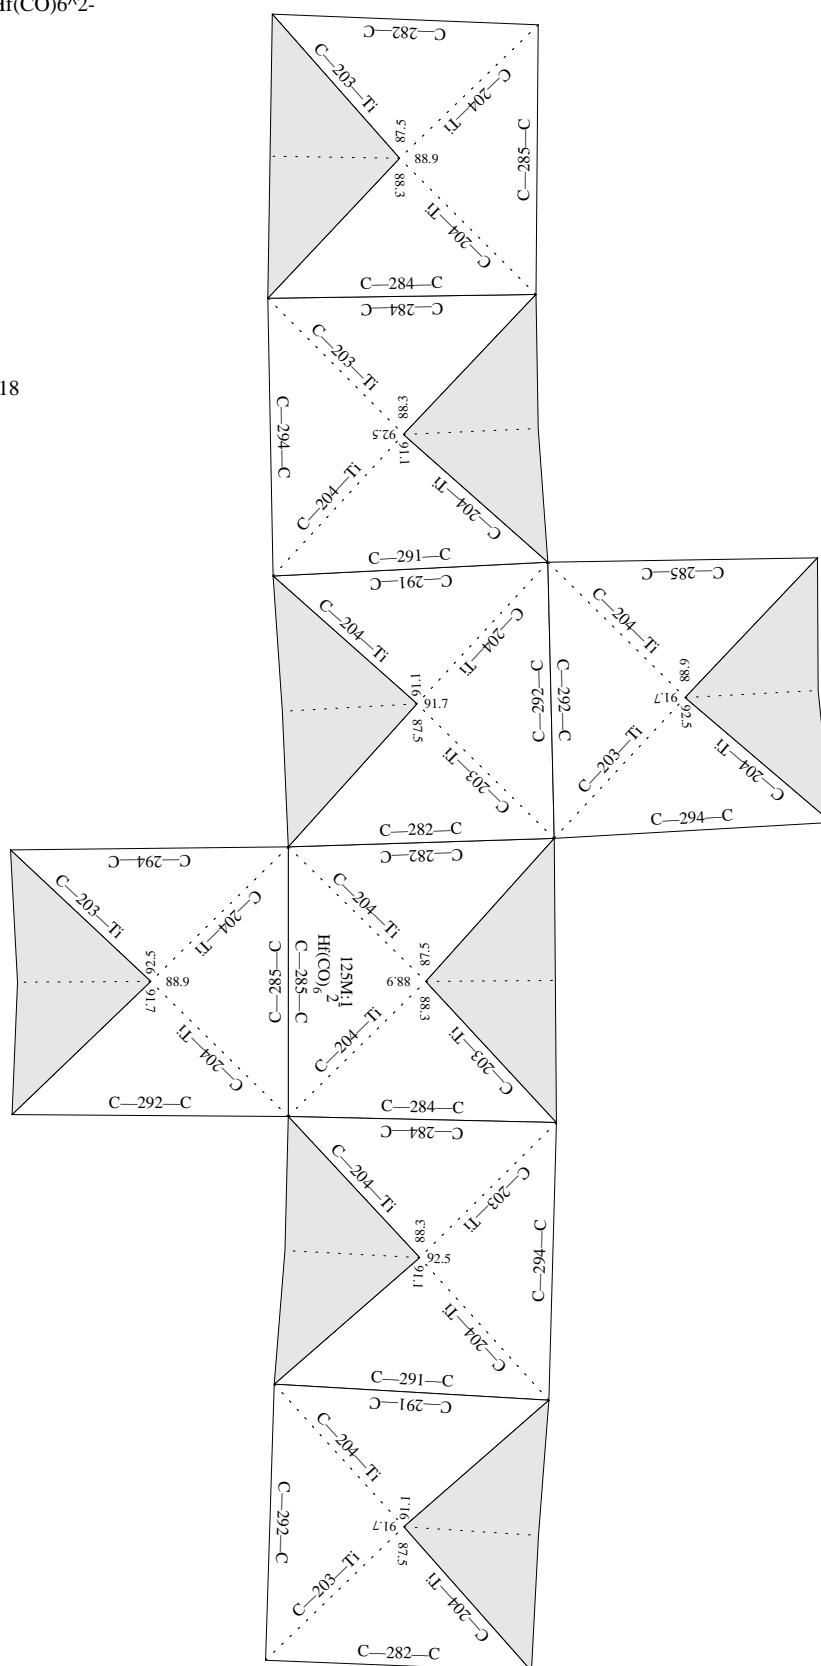 Hf(CO)6^2-
C—282—C
C—203—Ti
C—204—Ti
87.5
88.9
88.3
C—285—C
C—204—Ti
C—284—C
C—284—C
C—203—Ti
18
88.3
92.5
91.1
C—294—C
C—204—Ti
C—204—Ti
C—291—C
C—291—C
C—285—C
C—204—Ti
C—204—Ti
C—204—Ti
91.1
91.7
87.5
C—292—C
C—292—C
88.9
91.7
92.5
C—203—Ti
C—203—Ti
C—204—Ti
C—282—C
C—294—C
C—294—C
C—282—C
C—203—Ti
C—204—Ti
C—204—Ti
92.5
88.9
91.7
C—285—C
C—285—C
Hf(CO)6 2-
125M:1
87.5
88.9
88.3
C—204—Ti
C—204—Ti
C—203—Ti
C—292—C
C—284—C
C—284—C
C—204—Ti
C—203—Ti
88.3
92.5
91.1
C—294—C
C—204—Ti
C—291—C
C—291—C
C—204—Ti
91.1
91.7
87.5
C—292—C
C—203—Ti
C—204—Ti
C—282—C